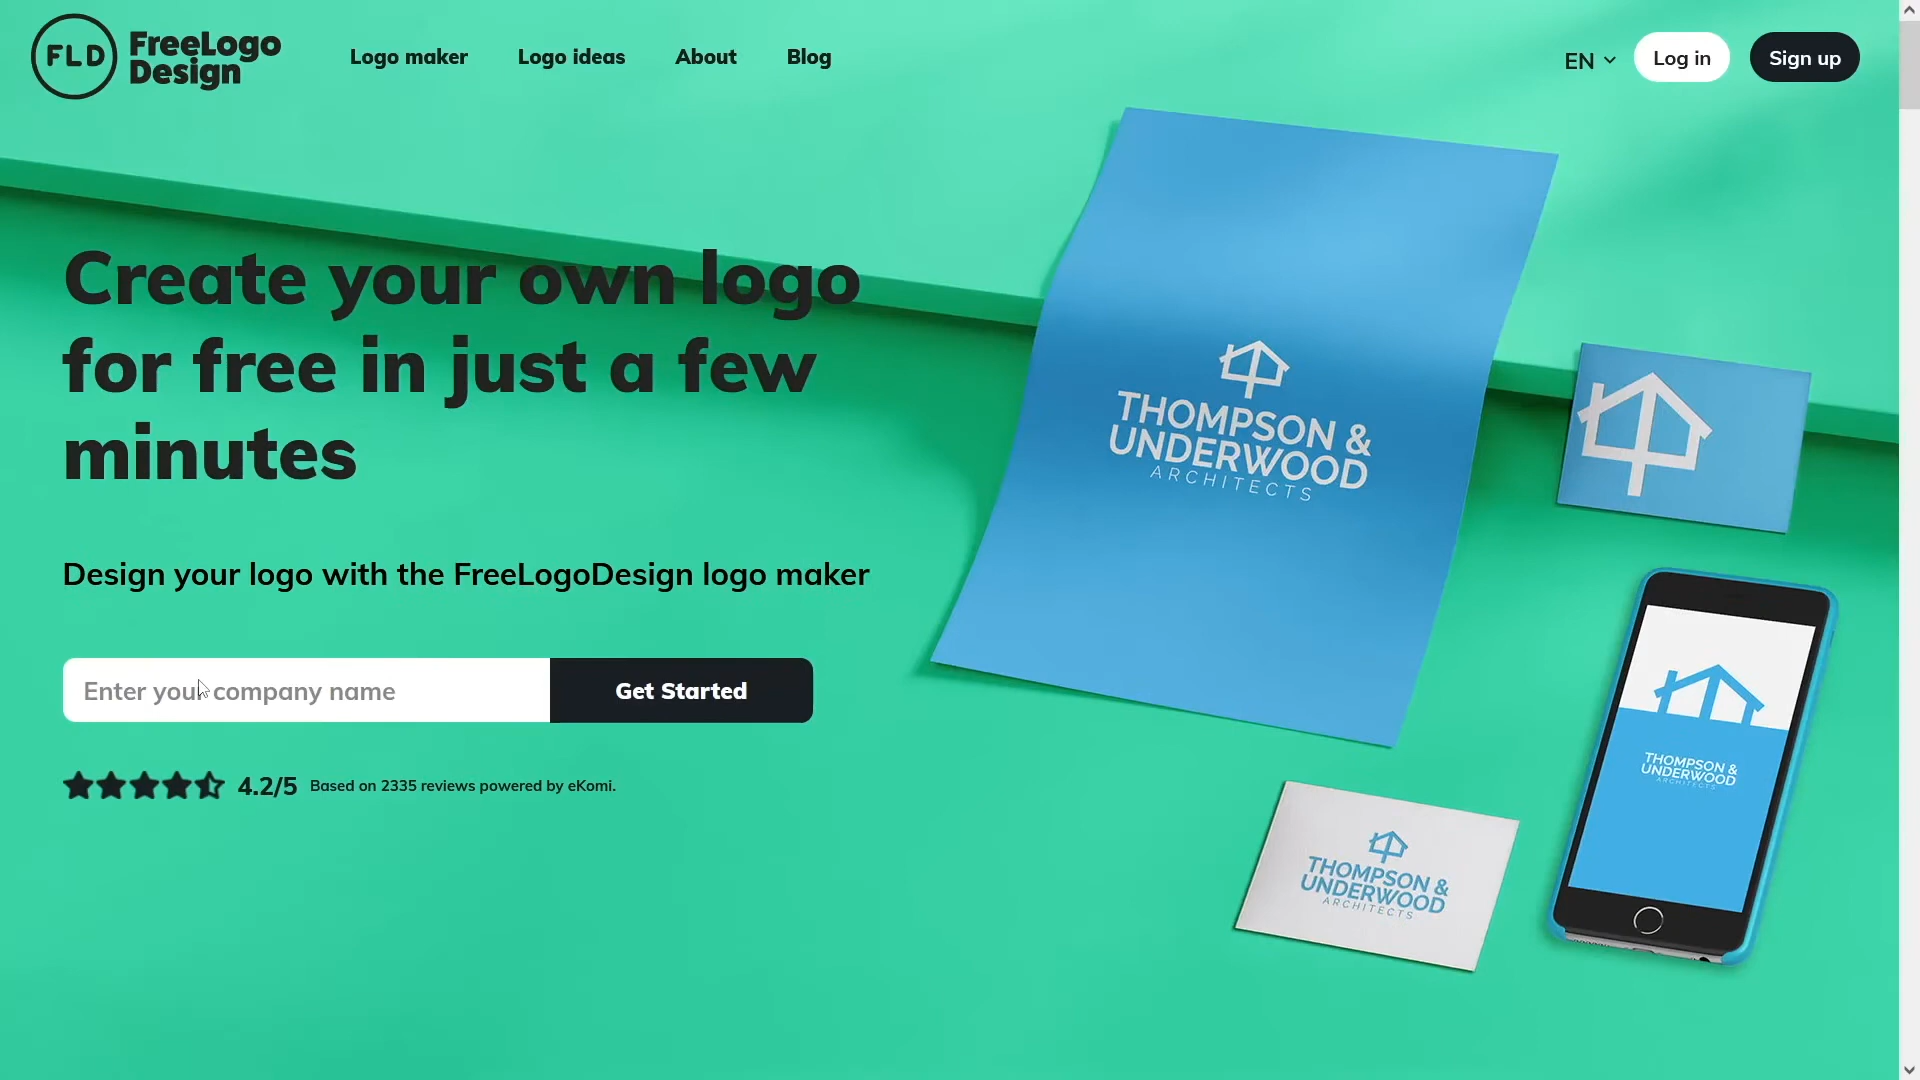 FLD
FreeLogo
Design
Logo maker
Logo ideas
About
Blog
EN
Log in
Sign up
Create your own logo
for free in just a few
minutes
Design your logo with the FreeLogoDesign logo maker
Enter your company name
Get Started
4.2/5
Based on 2335 reviews powered by eKomi.
THOMPSON &
UNDERWOOD
ARCHITECTS
THOMPSON &
UNDERWOOD
ARCHITECTS
THOMPSON &
UNDERWOOD
ARCHITECTS